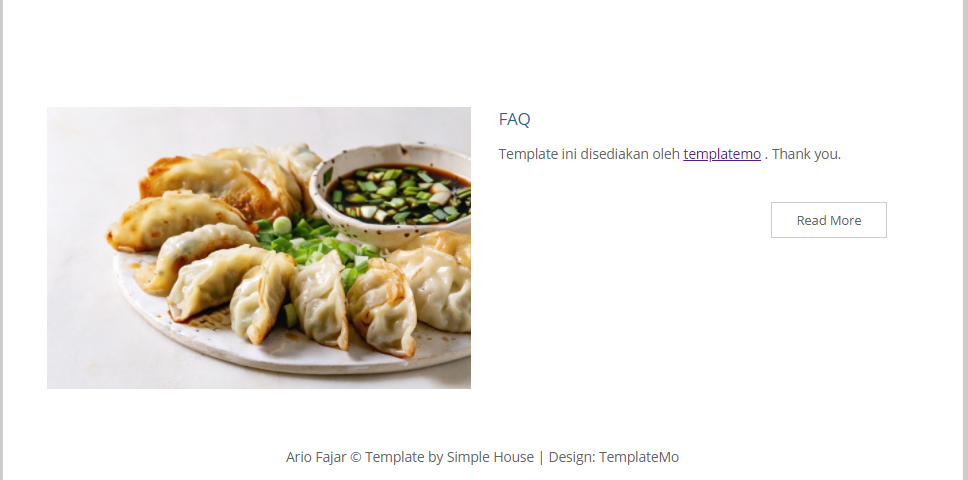 FAQ
Template ini disediakan oleh templatemo . Thank you.
Read More
Ario Fajar © Template by Simple House | Design: TemplateMo